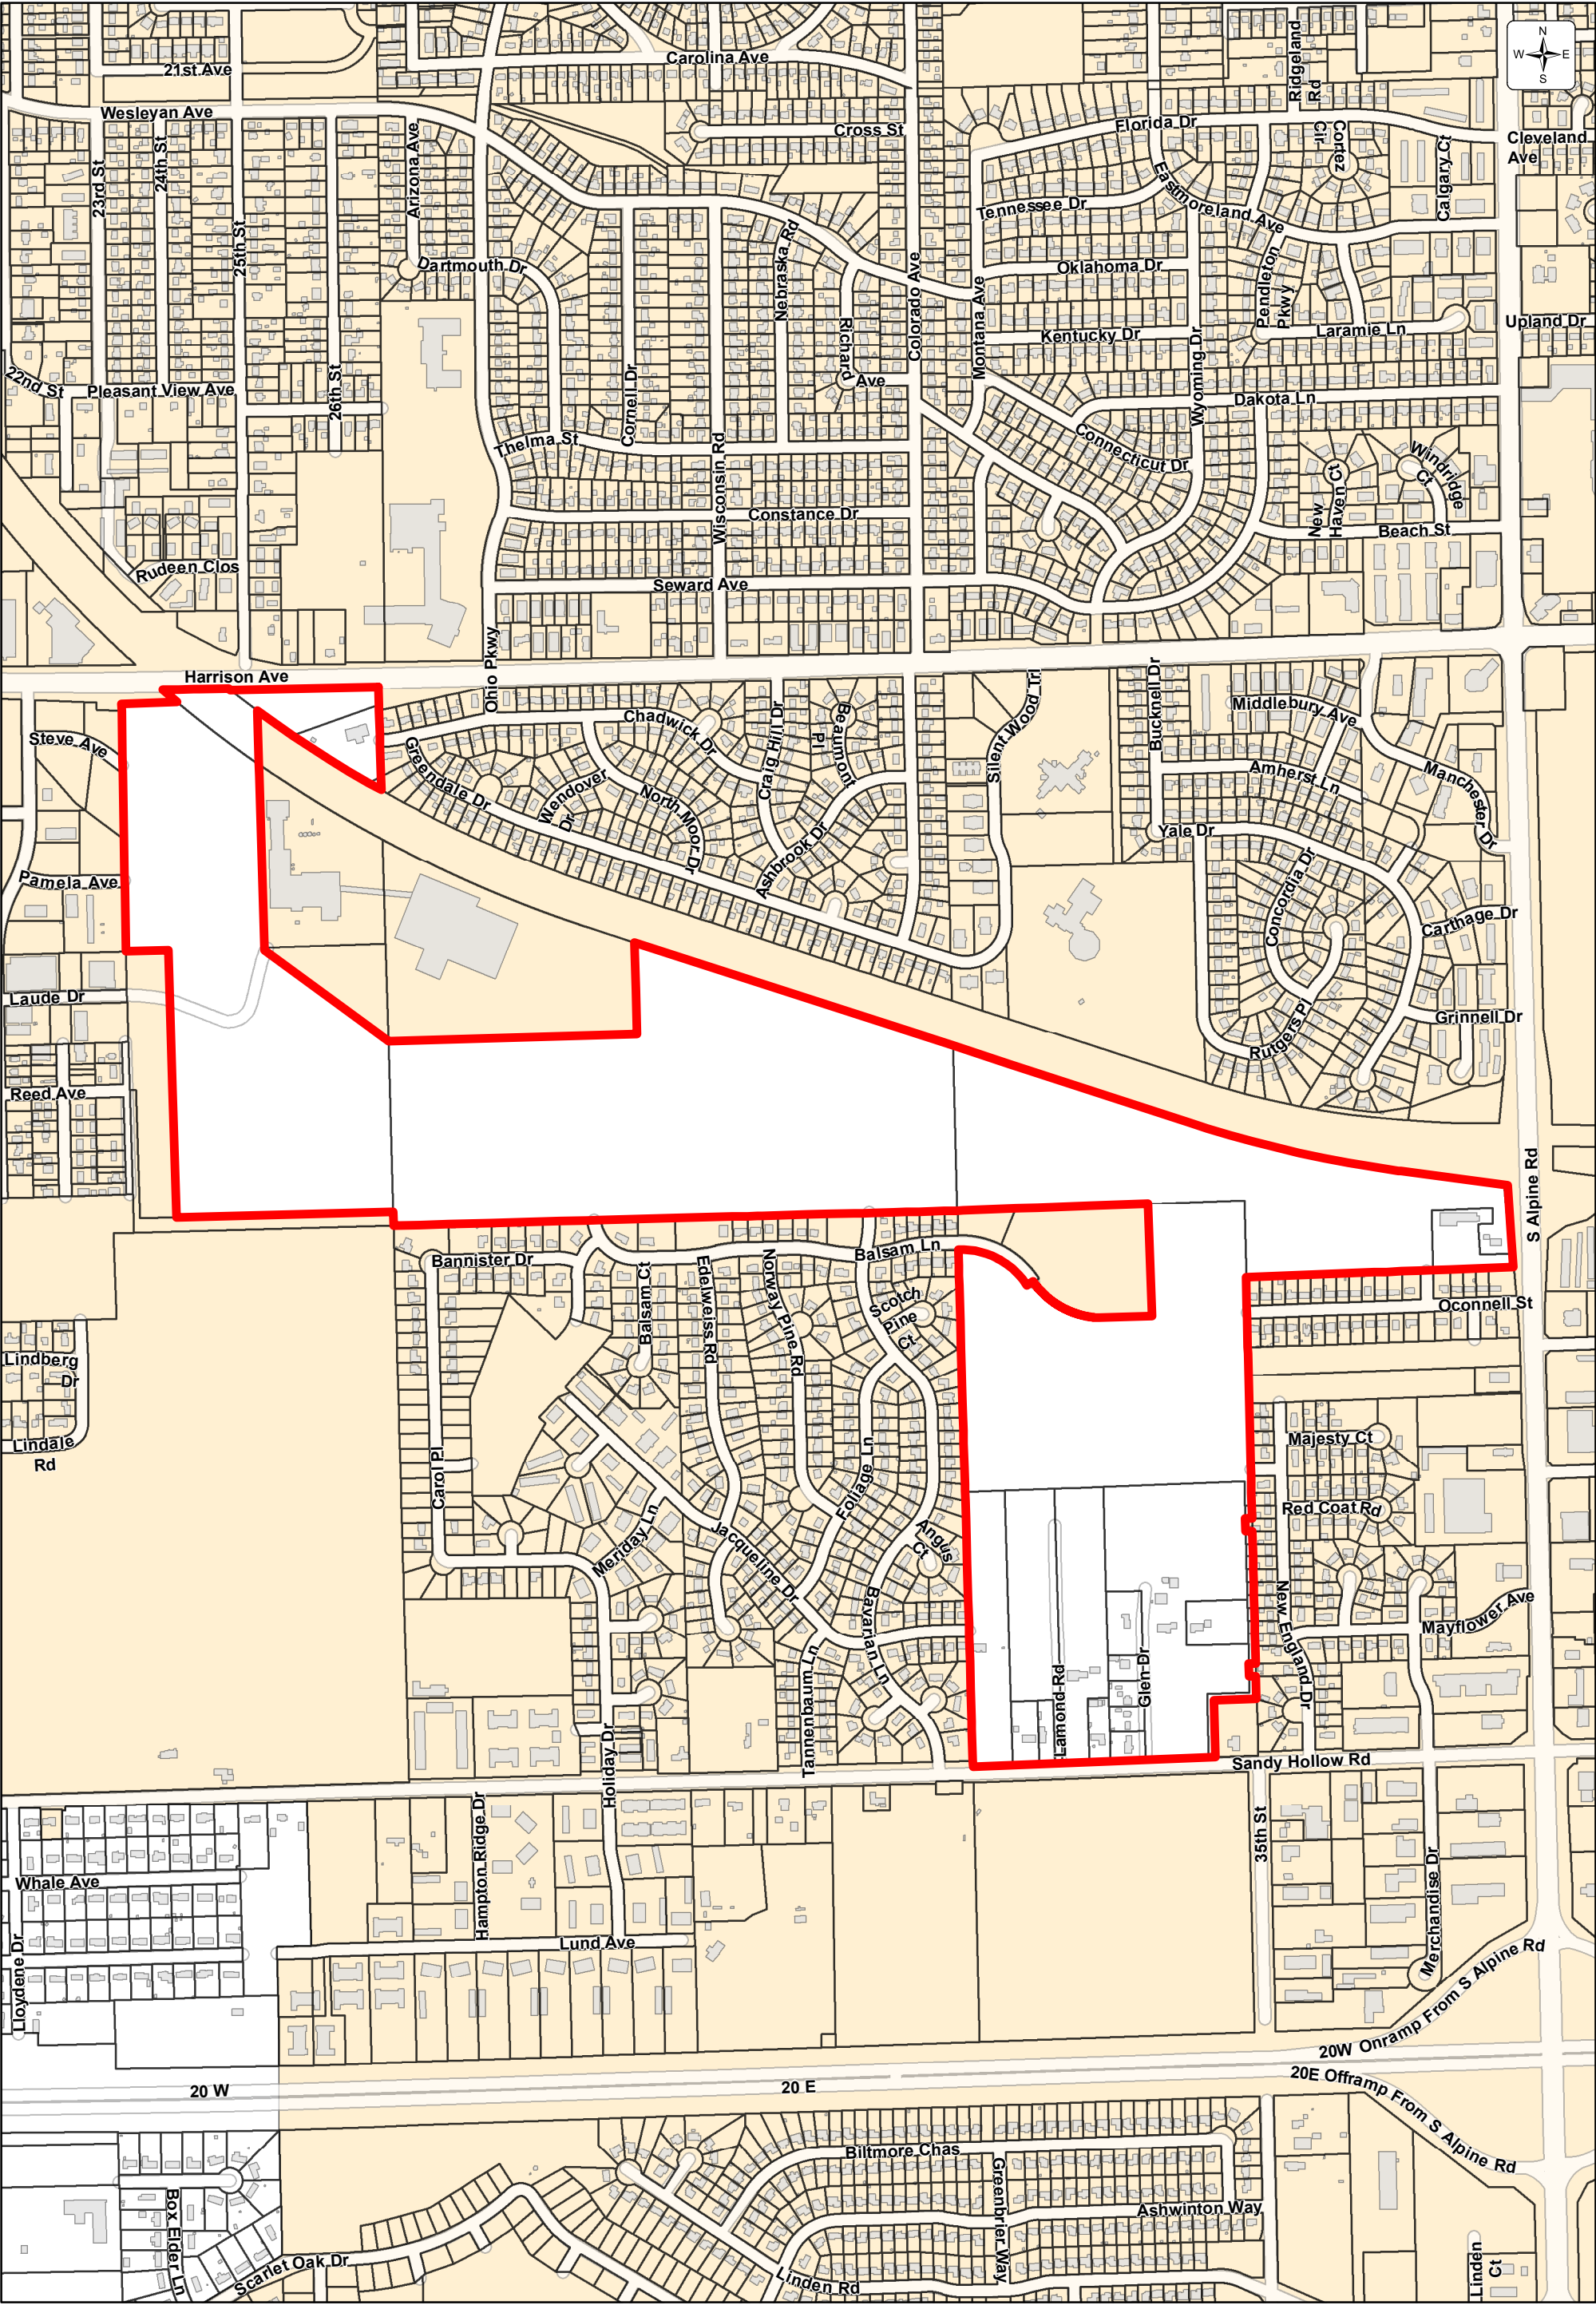 N
W E
S
Carolina Ave
21st Ave
Ridgeland
Rd
Wesleyan Ave
Cross St
Florida Dr
Cortez
Cir
Cleveland
Ave
Calgary Ct
23rd St
24th St
25th St
Arizona Ave
Eastmoreland Ave
Tennessee Dr
Dartmouth Dr
Nebraska Rd
Colorado Ave
Montana Ave
Oklahoma Dr
Pendleton
Pkwy
Kentucky Dr
Laramie Ln
Upland Dr
Richard
Ave
22nd St
Pleasant View Ave
26th St
Cornell Dr
Wyoming Dr
Dakota Ln
Thelma St
Wisconsin Rd
Connecticut Dr
Windridge
Ct
New
Haven Ct
Constance Dr
Beach St
Rudeen Clos
Seward Ave
Ohio Pkwy
Harrison Ave
Steve Ave
Chadwick Dr
Craig Hill Dr
Beaumont
Pl
Silent Wood Trl
Bucknell Dr
Middlebury Ave
Greendale Dr
Wendover
Dr
North Moor Dr
Ashbrook Dr
Amherst Ln
Manchester Dr
Yale Dr
Pamela Ave
Concordia Dr
Carthage Dr
Laude Dr
Rutgers Pl
Grinnell Dr
Reed Ave
S Alpine Rd
Bannister Dr
Balsam Ct
Edelweiss Rd
Norway Pine Rd
Balsam Ln
Scotch
Pine
Ct
Oconnell St
Lindberg
Dr
Lindale
Rd
Carol Pl
Foliage Ln
Majesty Ct
Red Coat Rd
Meriday Ln
Jacqueline Dr
Angus
Ct
Bavarian Ln
New England Dr
Mayflower Ave
Tannenbaum Ln
Lamond Rd
Glen Dr
Holiday Dr
Sandy Hollow Rd
Hampton Ridge Dr
35th St
Merchandise Dr
Whale Ave
Lund Ave
Lloydene Dr
20W Onramp From S Alpine Rd
20 W
20 E
20E Offramp From S Alpine Rd
Biltmore Chas
Greenbrier Way
Ashwinton Way
Box Elder Ln
Scarlet Oak Dr
Linden Rd
Linden
Ct